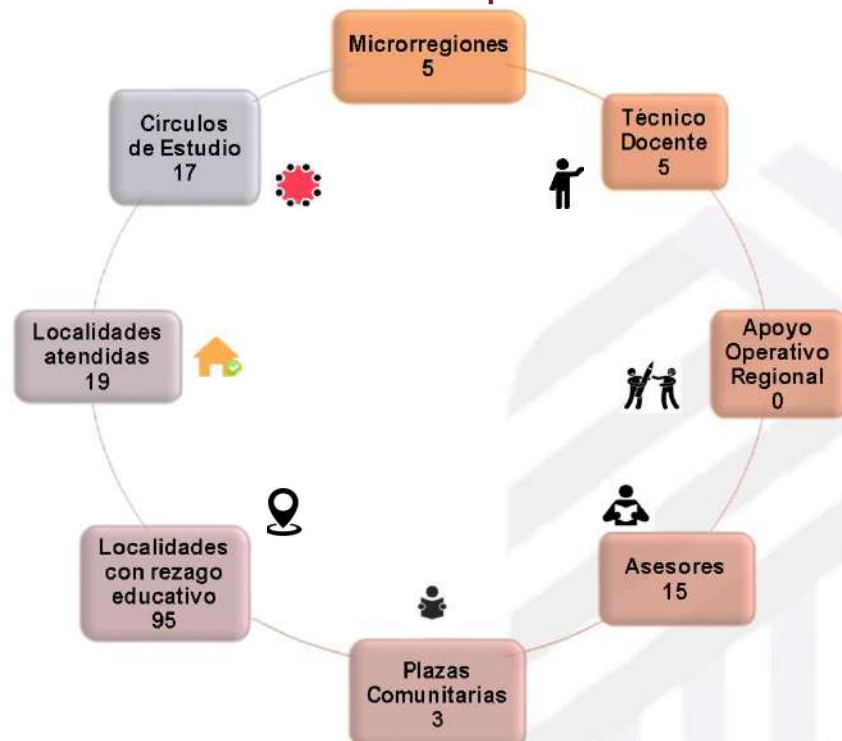 Microrregiones
5
Técnico
Docente
5
Apoyo
Operativo
Regional
0
Asesores
15
Plazas
Comunitarias
3
Localidades
con rezago
educativo
95
Localidades
atendidas
19
Círculos
de Estudio
17